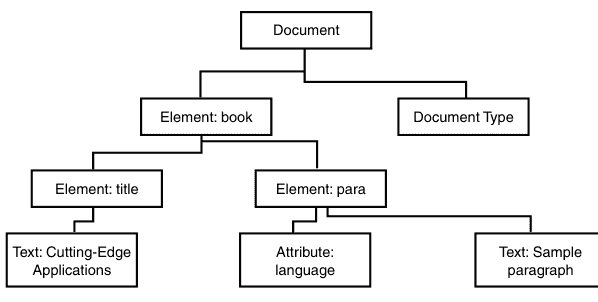 Document
Element: book
Document Type
Element: title
Element: para
Text: Cutting-Edge
Applications
Attribute:
language
Text: Sample
paragraph